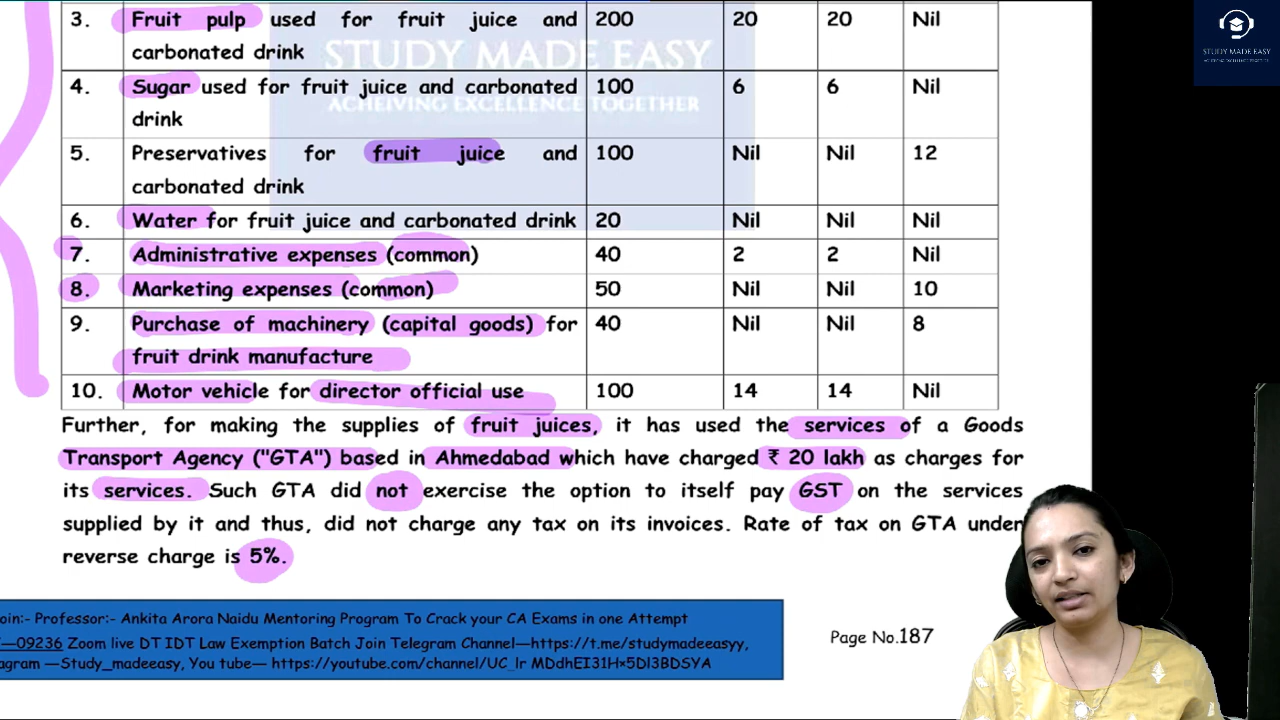 3. Fruit pulp used for fruit juice and 200 20 20 Nil
carbonated drink
STUDY MADE EASY
ACHEIVING EXCELLENCE TOGETHER
4. Sugar used for fruit juice and carbonated 100 6 6 Nil
drink
5. Preservatives for fruit juice and 100 Nil Nil 12
carbonated drink
6. Water for fruit juice and carbonated drink 20 Nil Nil Nil
7. Administrative expenses (common) 40 2 2 Nil
8. Marketing expenses (common) 50 Nil Nil 10
9. Purchase of machinery (capital goods) for 40 Nil Nil 8
fruit drink manufacture
10. Motor vehicle for director official use 100 14 14 Nil
Further, for making the supplies of fruit juices, it has used the services of a Goods
Transport Agency ("GTA") based in Ahmedabad which have charged ₹ 20 lakh as charges for
its services. Such GTA did not exercise the option to itself pay GST on the services
supplied by it and thus, did not charge any tax on its invoices. Rate of tax on GTA under
reverse charge is 5%.
oin:- Professor:- Ankita Arora Naidu Mentoring Program To Crack your CA Exams in one Attempt
—09236 Zoom live DT IDT Law Exemption Batch Join Telegram Channel—https://t.me/studymadeeasyy,
agram —Study_madeeasy, You tube— https://youtube.com/channel/UC_lr MDdhEI31H×5Dl3BDSYA
Page No.187
STUDY MADE EASY